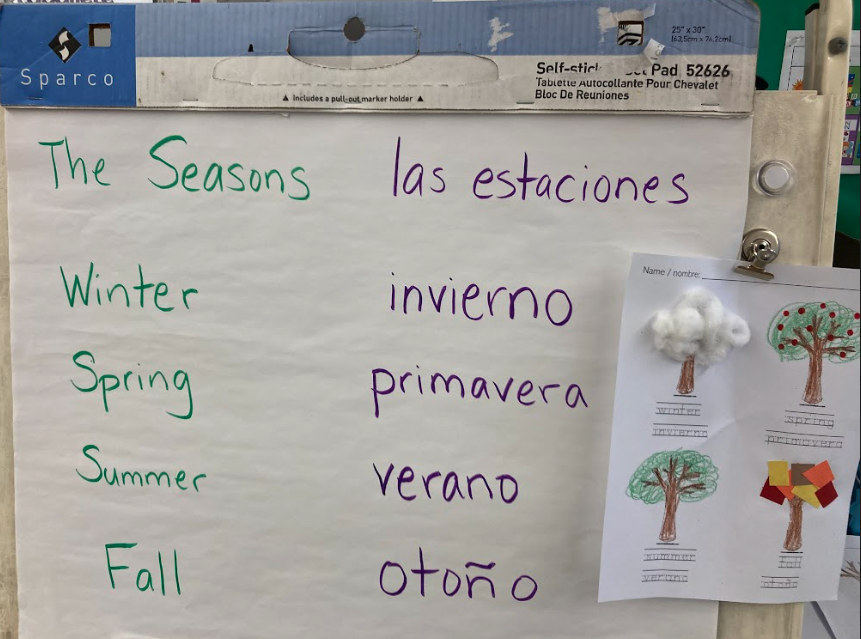 Sparco
25" x 30"
Self-stick Pad 52626
Tablette Autocollante Pour Chevalet
Bloc De Reuniones
▲ Includes a pull-out marker holder ▲
The Seasons las estaciones
Winter invierno
Spring primavera
Summer verano
Fall otoño
Name / nombre:
winter
invierno
spring
primavera
summer
verano
fall
otoño